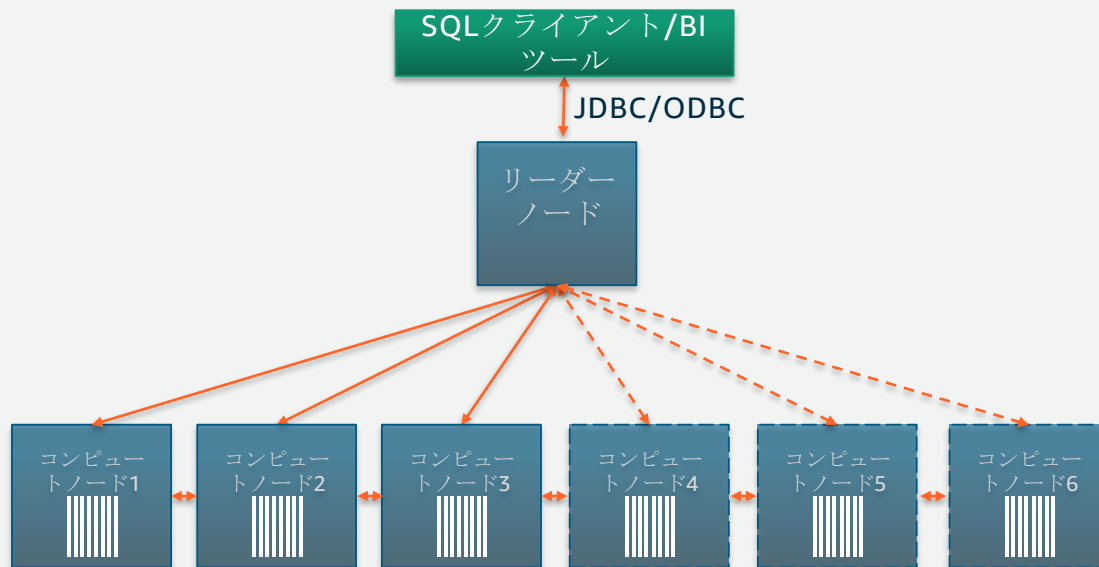 SQLクライアント/BI
ツール
JDBC/ODBC
リーダー
ノード
コンピュー
トノード1
コンピュー
トノード2
コンピュー
トノード3
コンピュー
トノード4
コンピュー
トノード5
コンピュー
トノード6